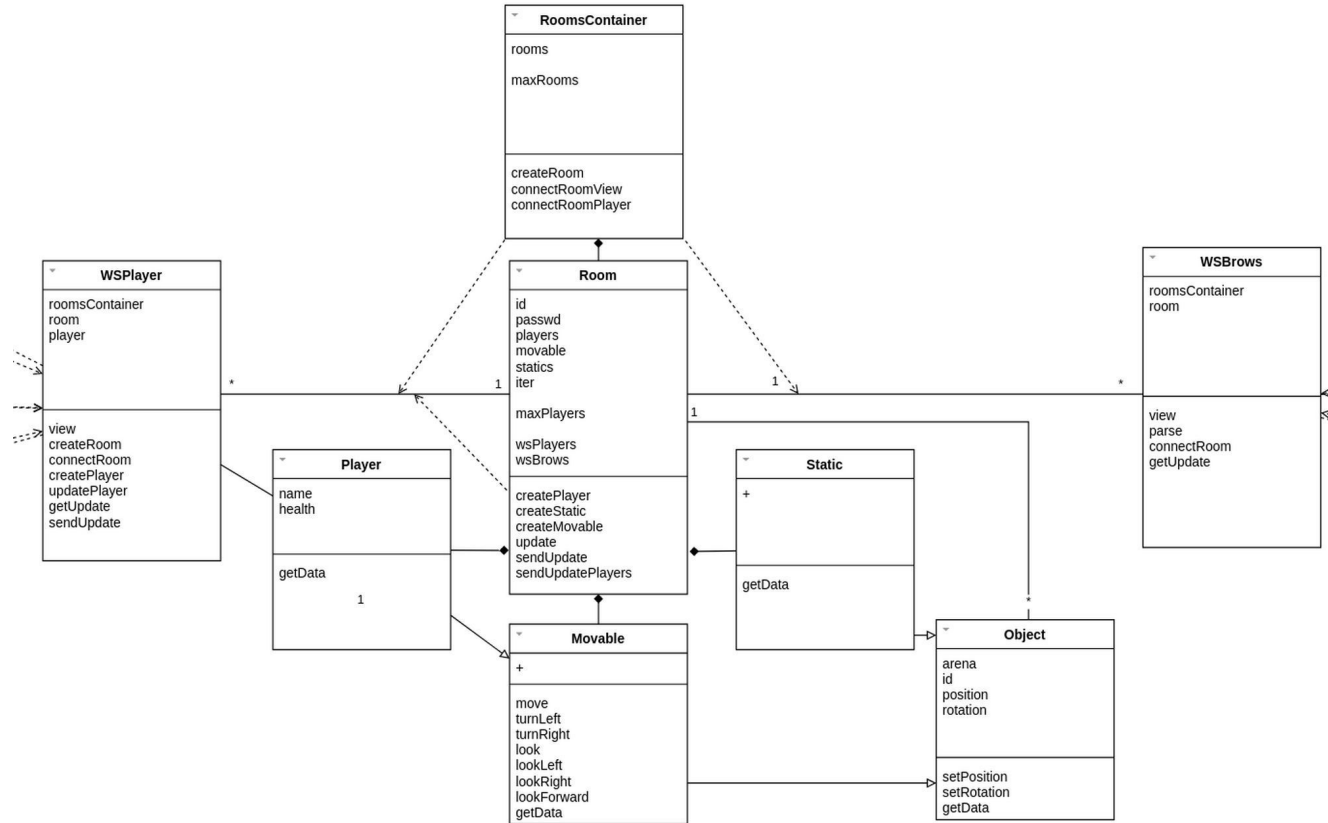 RoomsContainer
rooms
maxRooms
createRoom
connectRoomView
connectRoomPlayer
WSPlayer
roomsContainer
room
player
view
createRoom
connectRoom
createPlayer
updatePlayer
getUpdate
sendUpdate
*
1
Room
id
passwd
players
movable
statics
iter
maxPlayers
wsPlayers
wsBrows
createPlayer
createStatic
createMovable
update
sendUpdate
sendUpdatePlayers
1
*
1
WSBrows
roomsContainer
room
view
parse
connectRoom
getUpdate
Player
name
health
getData
1
Static
+
getData
Movable
+
move
turnLeft
turnRight
look
lookLeft
lookRight
lookForward
getData
*
Object
arena
id
position
rotation
setPosition
setRotation
getData